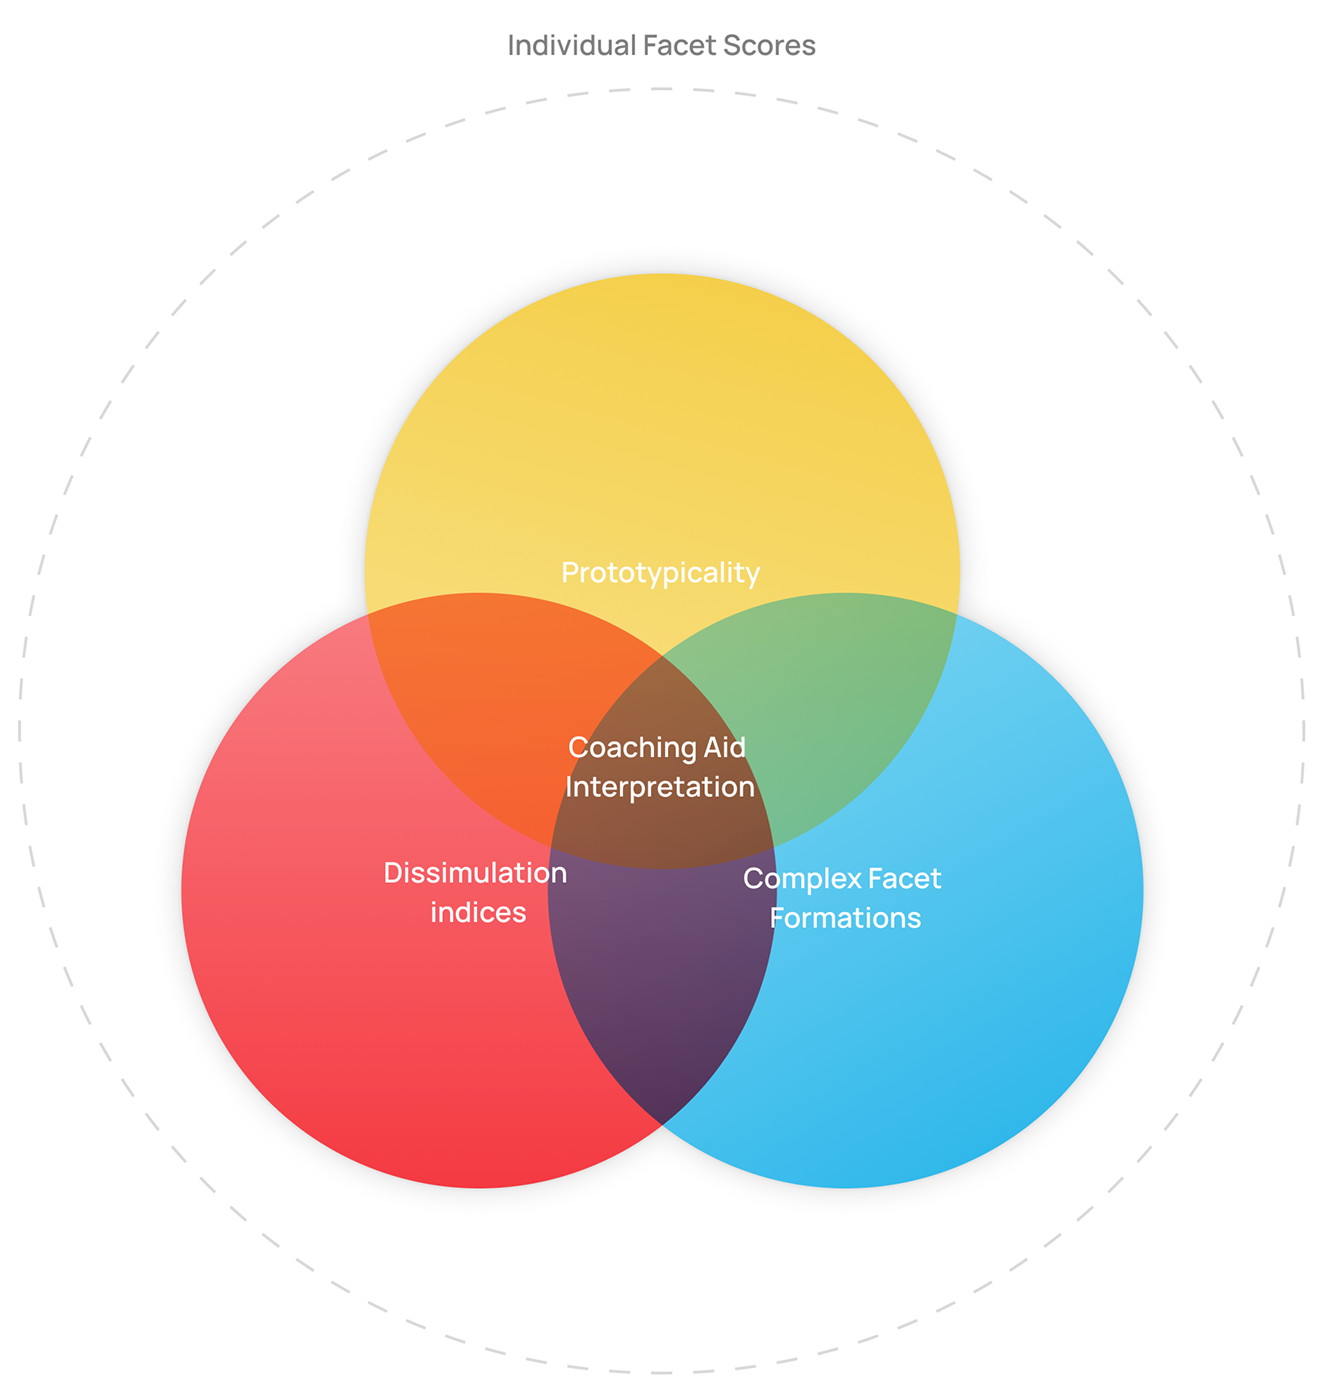 Individual Facet Scores
Prototypicality
Coaching Aid
Interpretation
Dissimulation
indices
Complex Facet
Formations